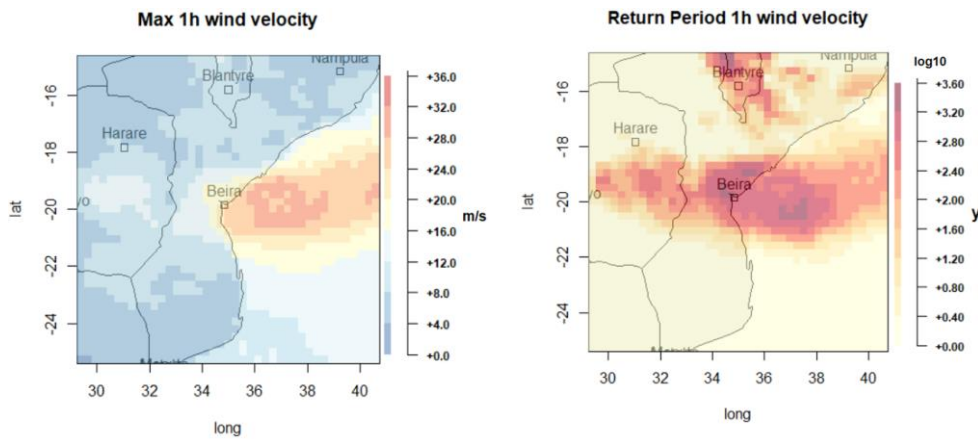 Max 1h wind velocity
Nampula
Blantyre
Harare
Beira
yo
-16
-18
-20
-22
-24
lat
30 32 34 36 38 40
long
+36.0
+32.0
+28.0
+24.0
+20.0
+16.0
+12.0
+8.0
+4.0
+0.0
m/s
Return Period 1h wind velocity
Nampula
Blantyre
Harare
Beira
yo
-16
-18
-20
-22
-24
lat
30 32 34 36 38 40
long
log10
+3.60
+3.20
+2.80
+2.40
+2.00
+1.60
+1.20
+0.80
+0.40
+0.00
y